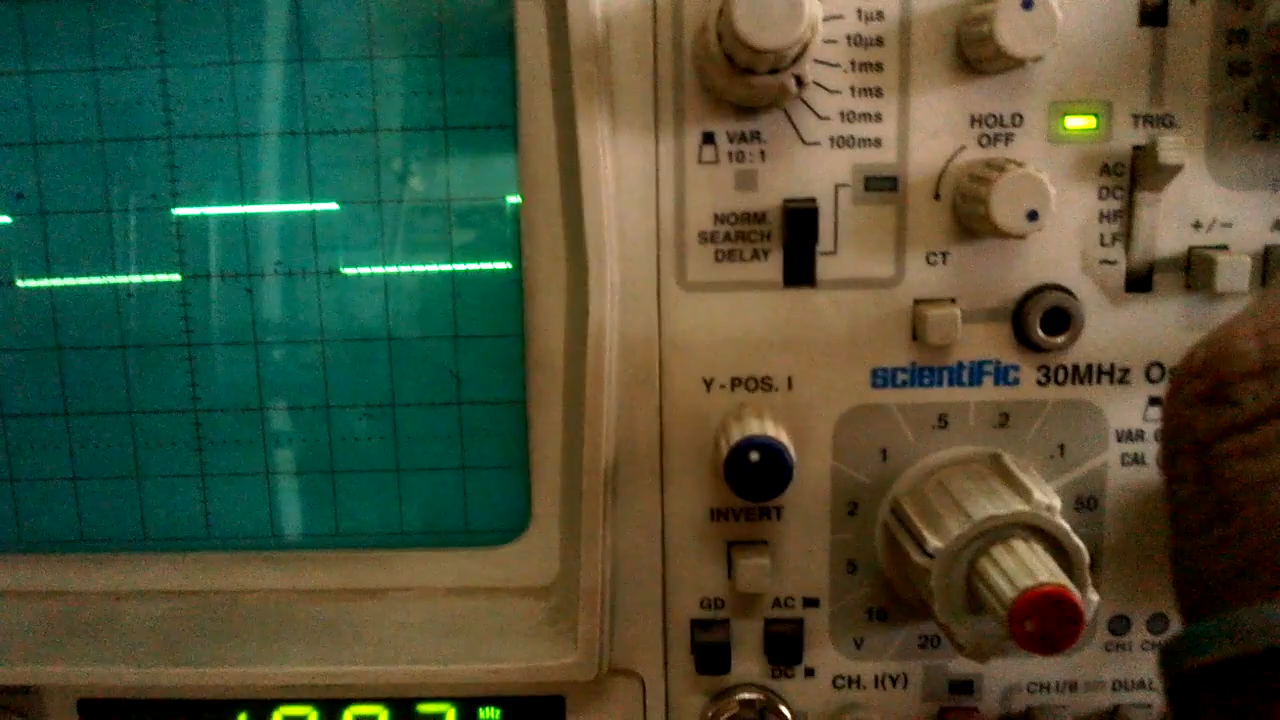 1µs
10µs
.1ms
1ms
10ms
100ms
VAR.
10:1
NORM.
SEARCH
DELAY
HOLD
OFF
TRIG.
AC
DC
HF
LF
~
+/−
CT
scientiFic 30MHz
Y-POS. I
INVERT
GD
AC
DC
.5
.2
1
.1
2
50
5
10
V
20
VAR.
CAL
CH. I(Y)
CH I/II
DUAL
kHz